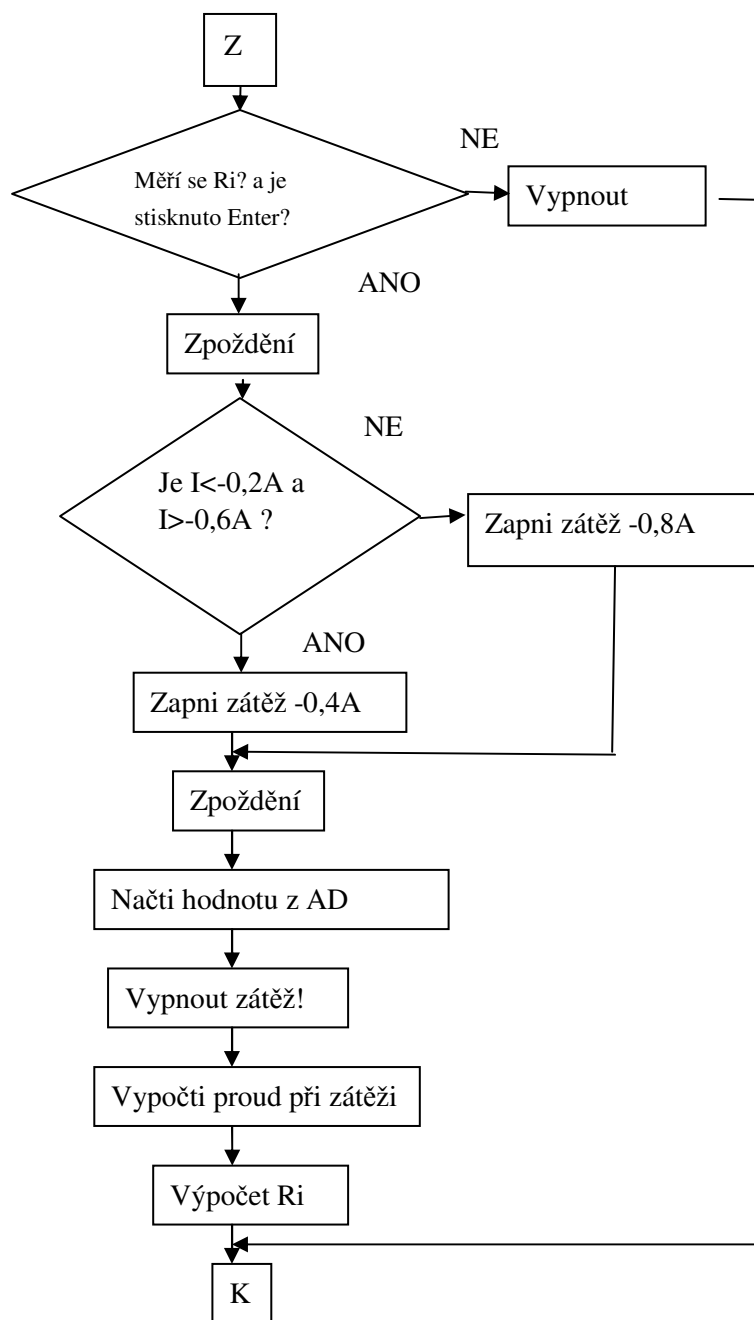 Z
NE
Měří se Ri? a je
stisknuto Enter?
Vypnout
ANO
Zpoždění
NE
Je I<-0,2A a
I>-0,6A ?
Zapni zátěž -0,8A
ANO
Zapni zátěž -0,4A
Zpoždění
Načti hodnotu z AD
Vypnout zátěž!
Vypočti proud při zátěži
Výpočet Ri
K